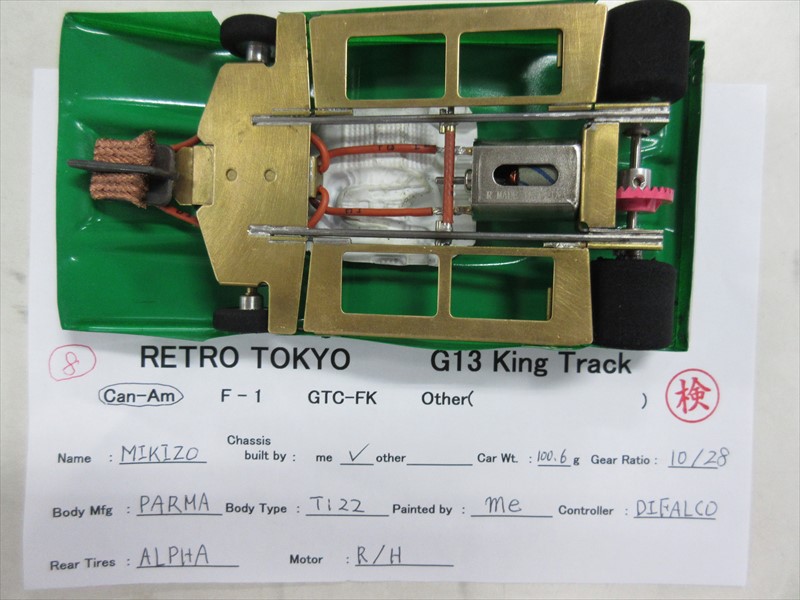 8 RETRO TOKYO G13 King Track
Can-Am F-1 GTC-FK Other( ) 検
Name : MIKIZO Chassis built by : me ✓ other Car Wt. : 100.6 g Gear Ratio : 10/28
Body Mfg : PARMA Body Type : Ti22 Painted by : me Controller : DIFALCO
Rear Tires : ALPHA Motor : R/H